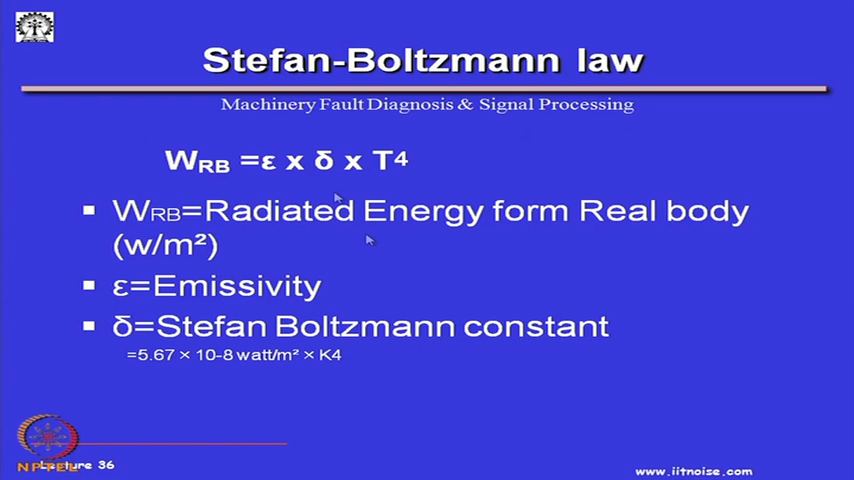 Stefan-Boltzmann law
Machinery Fault Diagnosis & Signal Processing
WRB =ε x δ x T4
WRB=Radiated Energy form Real body
(w/m²)
ε=Emissivity
δ=Stefan Boltzmann constant
=5.67 × 10-8 watt/m² × K4
NPTEL Lecture 36
www.iitnoise.com